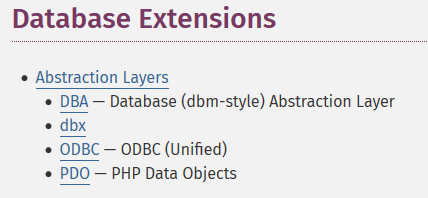 Database Extensions
• Abstraction Layers
• DBA — Database (dbm-style) Abstraction Layer
• dbx
• ODBC — ODBC (Unified)
• PDO — PHP Data Objects